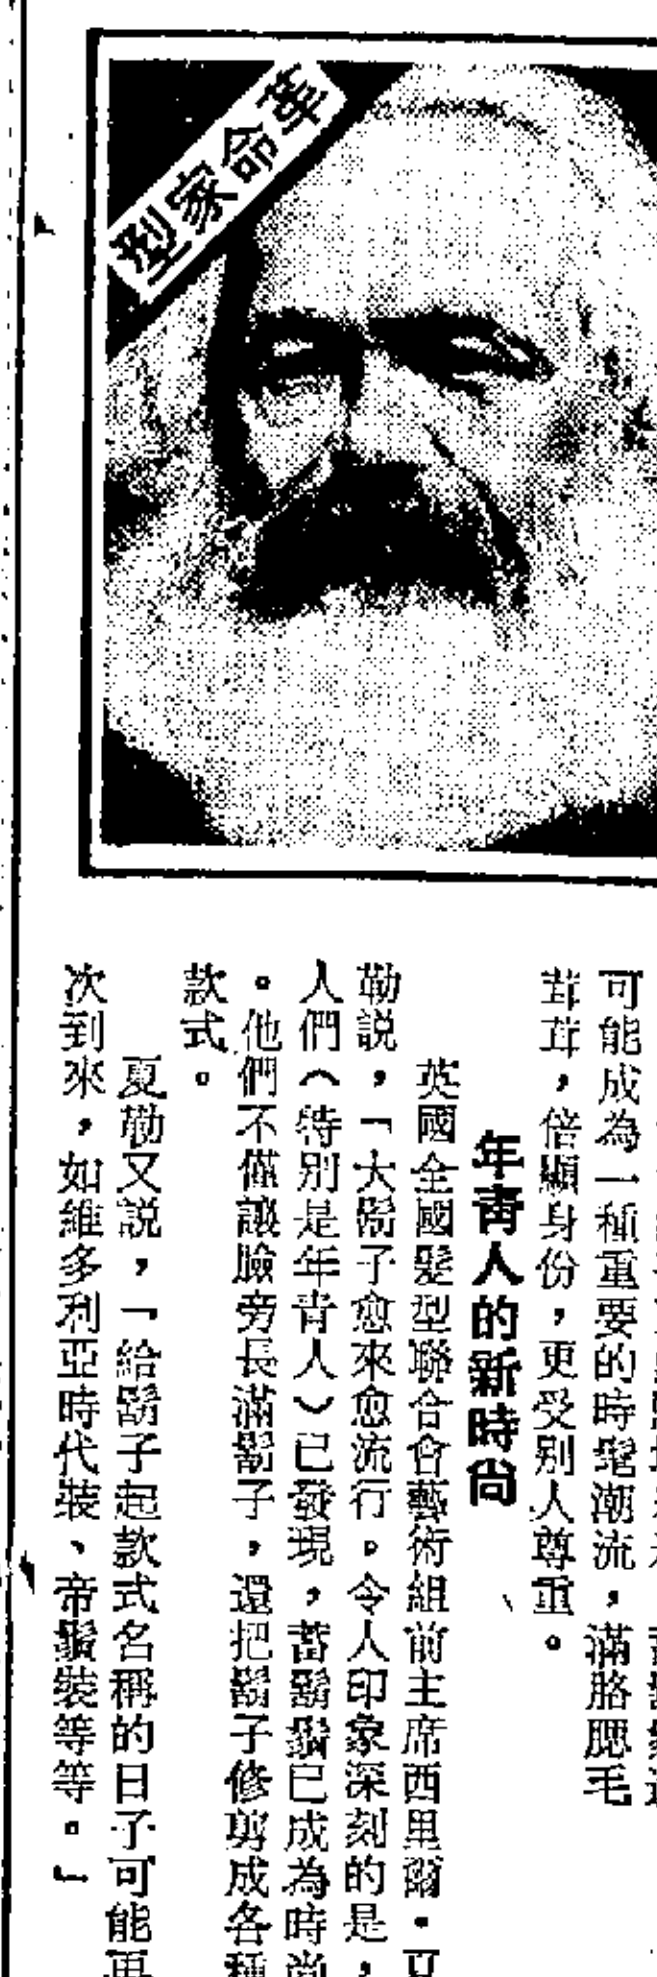 革命家型
可能成為一種重要的時髦潮流，滿胳腮毛
茸茸，倍顯身份，更受別人尊重。
年青人的新時尚
英國全國髮型聯合會藝術組前主席西里爾・夏
勒說，「大鬍子愈來愈流行。令人印象深刻的是，
人們（特別是年青人）已發現，蓄鬍鬚已成為時尚
。他們不僅讓臉旁長滿鬍子，還把鬍子修剪成各種
款式。
夏勒又說，「給鬍子起款式名稱的日子可能再
次到來，如維多利亞時代裝、帝鬚裝等等。」